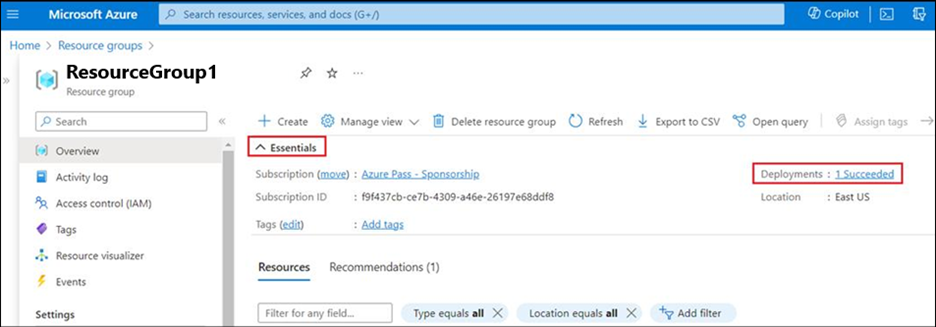 Microsoft Azure
Search resources, services, and docs (G+/)
Copilot
Home > Resource groups >
ResourceGroup1
Resource group
Search
Create
Manage view
Delete resource group
Refresh
Export to CSV
Open query
Assign tags
Overview
Activity log
Access control (IAM)
Tags
Resource visualizer
Events
Settings
Essentials
Subscription (move) : Azure Pass - Sponsorship
Deployments : 1 Succeeded
Subscription ID : f9f437cb-ce7b-4309-a46e-26197e68ddf8
Location : East US
Tags (edit) : Add tags
Resources
Recommendations (1)
Filter for any field...
Type equals all
Location equals all
Add filter